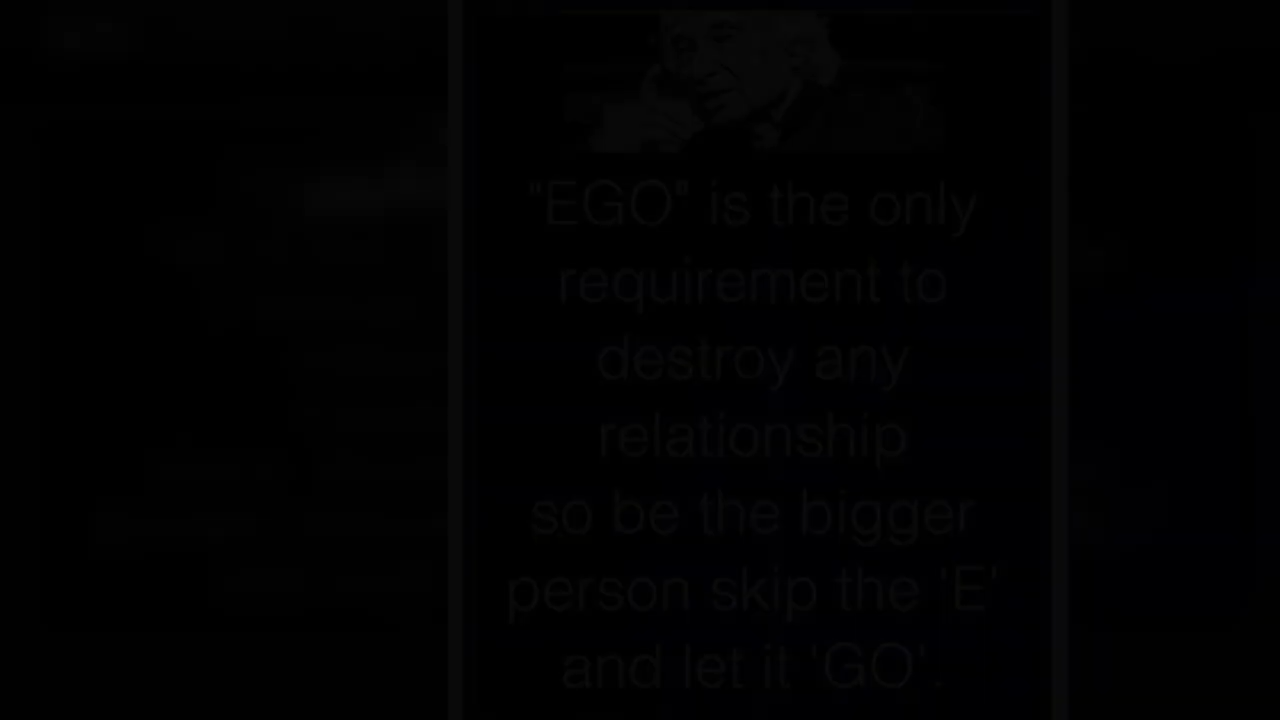 "EGO" is the only
requirement to
destroy any
relationship
so be the bigger
person skip the 'E'
and let it 'GO'.